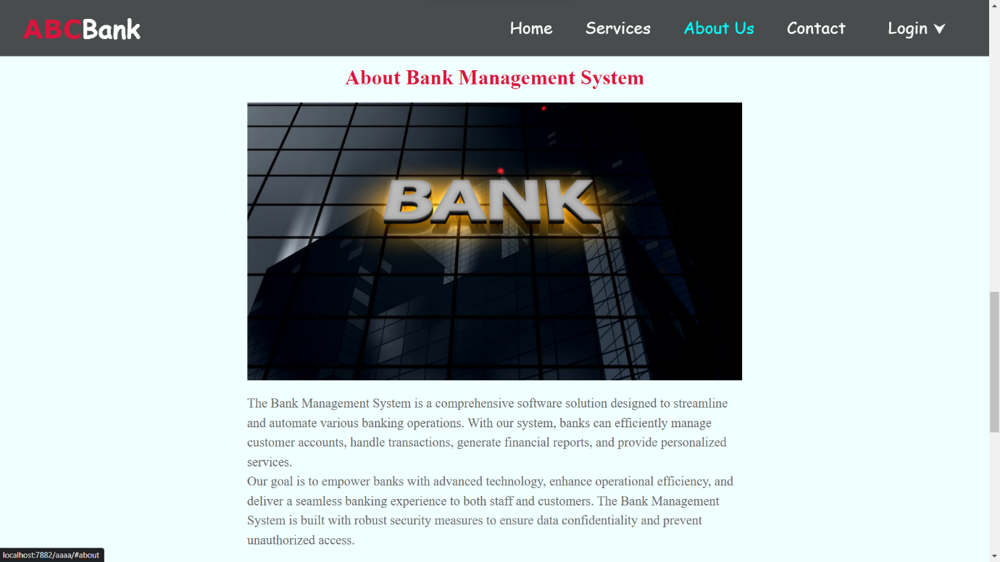 ABCBank
Home Services About Us Contact Login
About Bank Management System
BANK
The Bank Management System is a comprehensive software solution designed to streamline
and automate various banking operations. With our system, banks can efficiently manage
customer accounts, handle transactions, generate financial reports, and provide personalized
services.
Our goal is to empower banks with advanced technology, enhance operational efficiency, and
deliver a seamless banking experience to both staff and customers. The Bank Management
System is built with robust security measures to ensure data confidentiality and prevent
unauthorized access.
localhost:7882/aaaa/#about